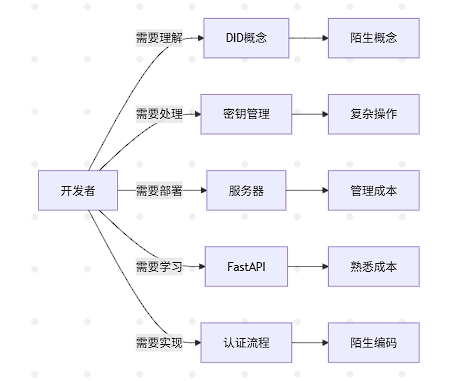 需要理解 DID概念 陌生概念
需要处理 密钥管理 复杂操作
开发者 需要部署 服务器 管理成本
需要学习 FastAPI 熟悉成本
需要实现 认证流程 陌生编码